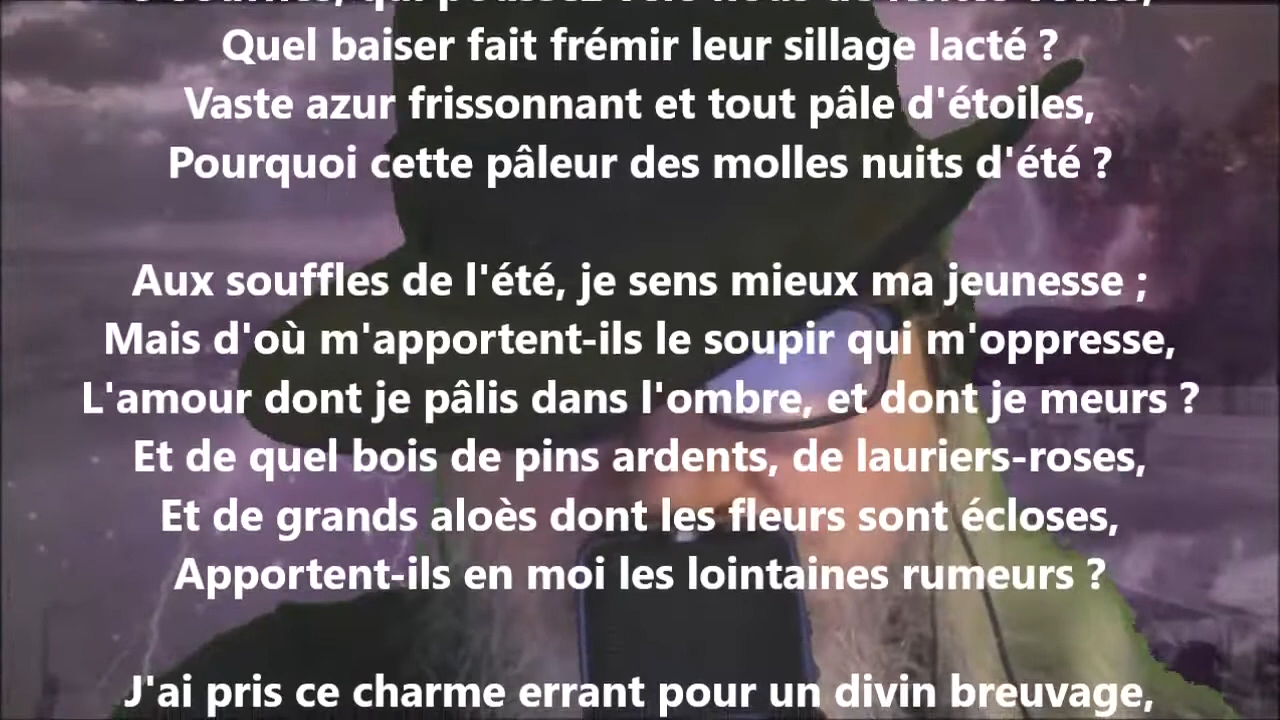 Quel baiser fait frémir leur sillage lacté ?
Vaste azur frissonnant et tout pâle d'étoiles,
Pourquoi cette pâleur des molles nuits d'été ?
Aux souffles de l'été, je sens mieux ma jeunesse ;
Mais d'où m'apportent-ils le soupir qui m'oppresse,
L'amour dont je pâlis dans l'ombre, et dont je meurs ?
Et de quel bois de pins ardents, de lauriers-roses,
Et de grands aloès dont les fleurs sont écloses,
Apportent-ils en moi les lointaines rumeurs ?
J'ai pris ce charme errant pour un divin breuvage,